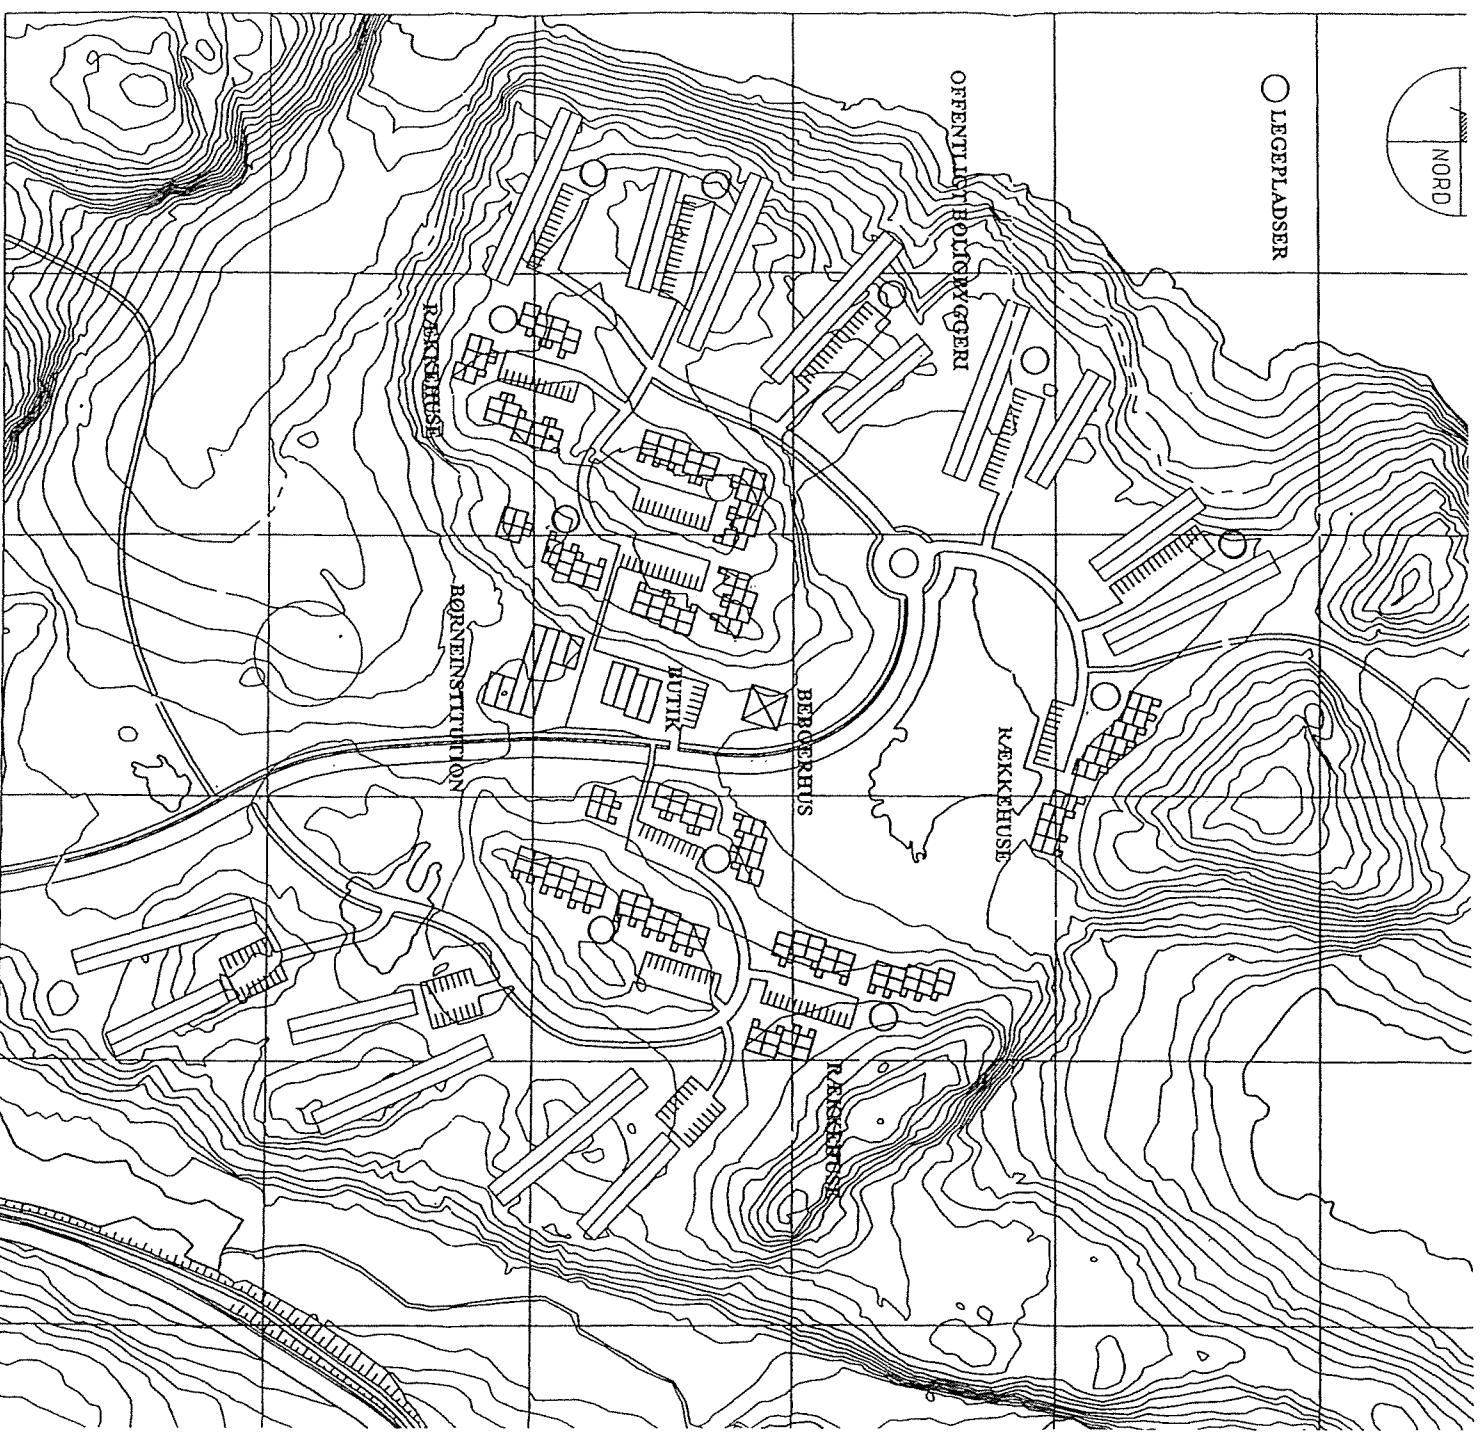 NORD
LEGEPLADSER
OFFENTLIGT BOLIGBYGGERI
RÆKKEHUSE
BEBOERHUS
RÆKKEHUSE
BUTIK
BØRNEINSTITUTION
RÆKKEHUSE